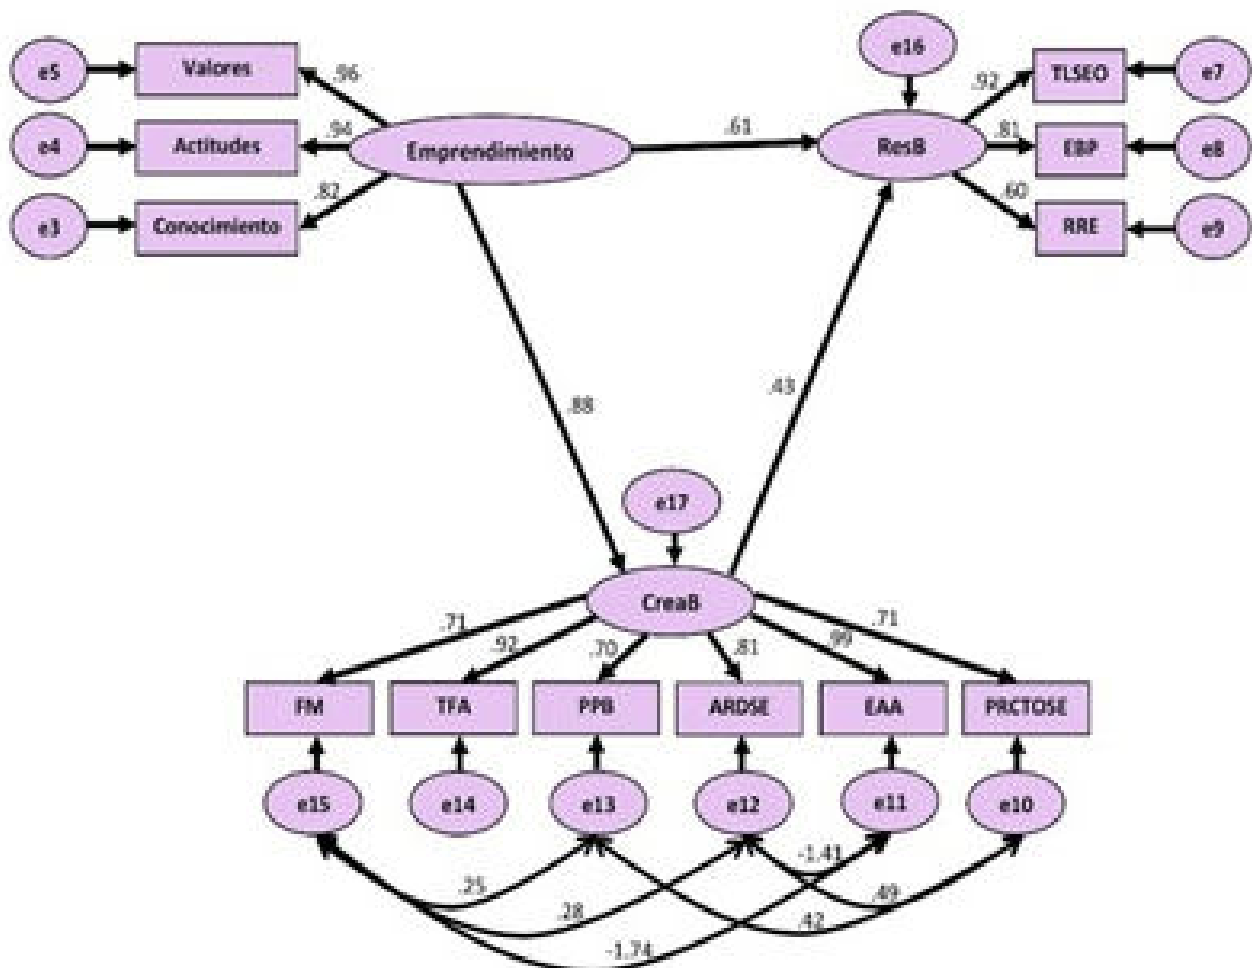 e16
e5
Valores
.96
.92
TLSEO
e7
e4
Actitudes
.94
Emprendimiento
.61
ResB
.81
EBP
e8
e3
Conocimiento
.82
.60
RRE
e9
.88
.43
e17
CreaB
.71
.92
.70
.81
.99
.71
FM
TFA
PPB
ARDSE
EAA
PRCTOSE
e15
e14
e13
e12
e11
e10
-1.41
.25
.49
.28
.42
-1.74